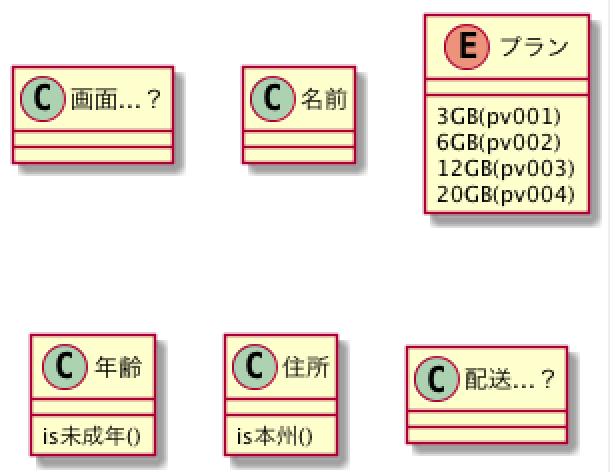 C 画面...？
C 名前
E プラン
3GB(pv001)
6GB(pv002)
12GB(pv003)
20GB(pv004)
C 年齢
is未成年()
C 住所
is本州()
C 配送...？